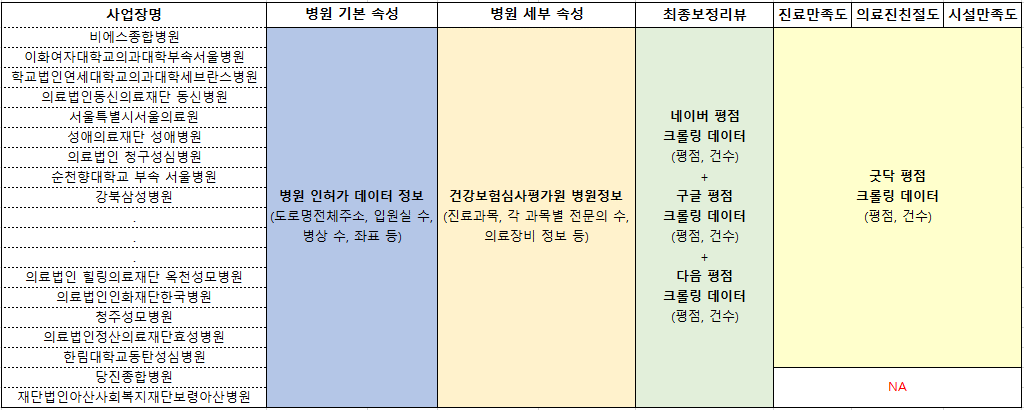 사업장명
병원 기본 속성
병원 세부 속성
최종보정리뷰
진료만족도
의료진친절도
시설만족도
비에스종합병원
이화여자대학교의과대학부속서울병원
학교법인연세대학교의과대학세브란스병원
의료법인동신의료재단 동신병원
서울특별시서울의료원
성애의료재단 성애병원
의료법인 청구성심병원
순천향대학교 부속 서울병원
강북삼성병원
.
.
.
의료법인 힐링의료재단 옥천성모병원
의료법인인화재단한국병원
청주성모병원
의료법인정산의료재단효성병원
한림대학교동탄성심병원
당진종합병원
재단법인아산사회복지재단보령아산병원
병원 인허가 데이터 정보
(도로명전체주소, 입원실 수,
병상 수, 좌표 등)
건강보험심사평가원 병원정보
(진료과목, 각 과목별 전문의 수,
의료장비 정보 등)
네이버 평점
크롤링 데이터
(평점, 건수)
+
구글 평점
크롤링 데이터
(평점, 건수)
+
다음 평점
크롤링 데이터
(평점, 건수)
굿닥 평점
크롤링 데이터
(평점, 건수)
NA